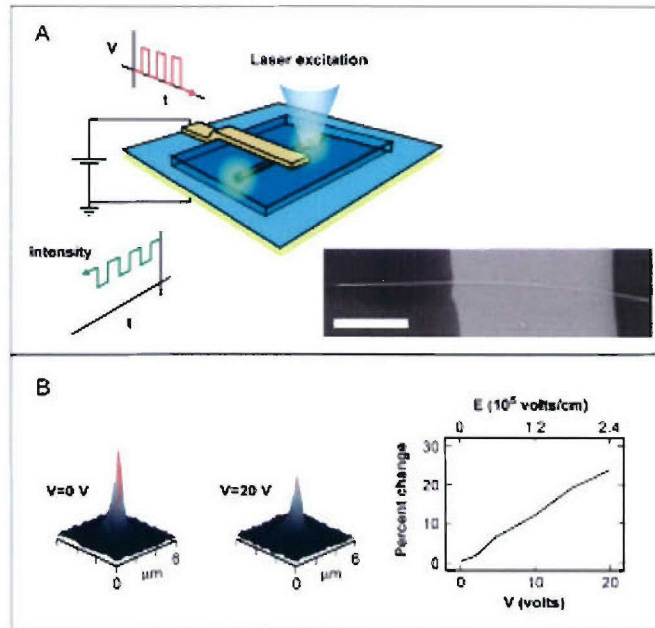 A
V
Laser excitation
t
intensity
t
B
E (10⁵ volts/cm)
0 1.2 2.4
V=0 V
V=20 V
Percent change
30
20
10
0
6
μm
0
6
μm
0
0 10 20
V (volts)